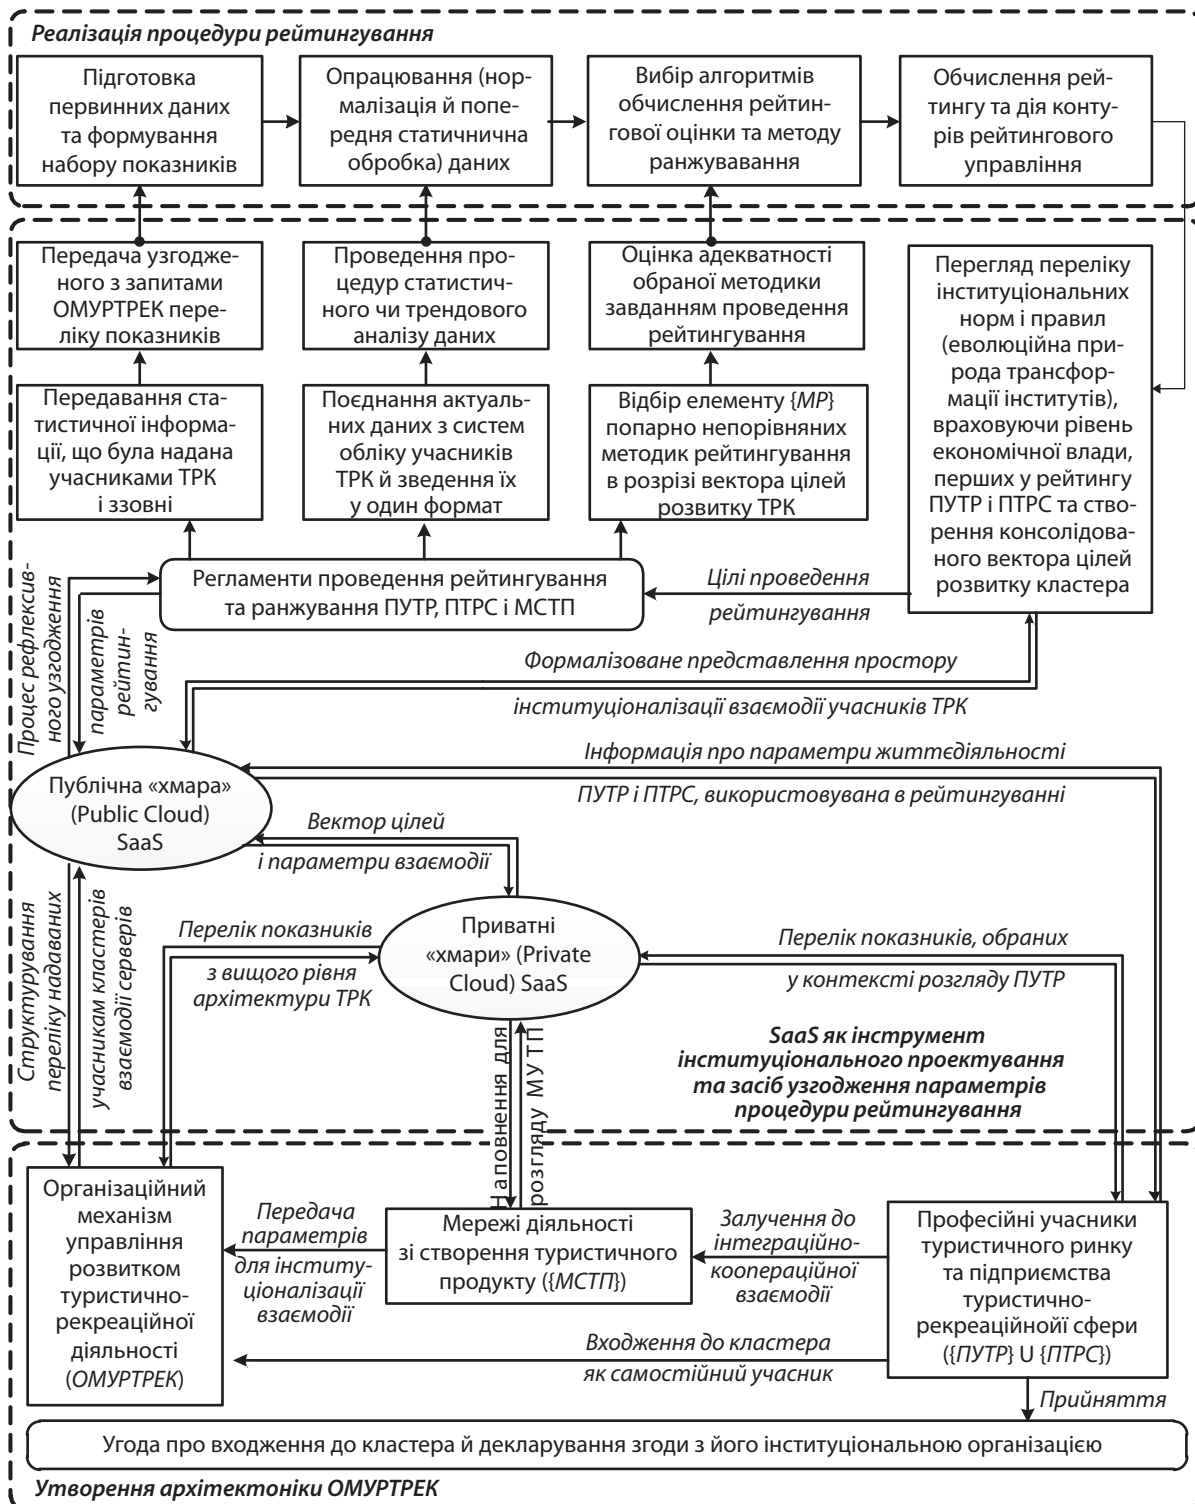 Реалізація процедури рейтингування
Підготовка
первинних даних
та формування
набору показників
Опрацювання (нор-
малізація й попе-
редня статичнична
обробка) даних
Вибір алгоритмів
обчислення рейтин-
гової оцінки та методу
ранжувавання
Обчислення рей-
тингу та дія конту-
рів рейтингового
управління
Передача узгодже-
ного з запитами
ОМУРТРЕК пере-
ліку показників
Проведення про-
цедур статистич-
ного чи трендового
аналізу даних
Оцінка адекватності
обраної методики
завданням проведення
рейтингування
Перегляд переліку
інституціональних
норм і правил
(еволюційна при-
рода трансфор-
мації інститутів),
враховуючи рівень
економічної влади,
перших у рейтингу
ПУТР і ПТРС та ство-
рення консолідова-
ного вектора цілей
розвитку кластера
Передавання ста-
тистичної інформа-
ції, що була надана
учасниками ТРК
і ззовні
Поєднання актуаль-
них даних з систем
обліку учасників
ТРК й зведення їх
у один формат
Відбір елементу {МР}
попарно непорівняних
методик рейтингування
в розрізі вектора цілей
розвитку ТРК
Регламенти проведення рейтингування
та ранжування ПУТР, ПТРС і МСТП
Цілі проведення
рейтингування
Процес рефлексив-
ного узгодження
параметрів
рейтин-
гування
Формалізоване представлення простору
інституціоналізації взаємодії учасників ТРК
Інформація про параметри життєдіяльності
ПУТР і ПТРС, використовувана в рейтингуванні
Публічна «хмара»
(Public Cloud)
SaaS
Вектор цілей
і параметри взаємодії
Структурування
переліку надаваних
учасникам кластерів
взаємодії серверів
Перелік показників
з вищого рівня
архітектури ТРК
Приватні
«хмари» (Private
Cloud) SaaS
Перелік показників, обраних
у контексті розгляду ПУТР
Наповнення для
розгляду МУ ТП
SaaS як інструмент
інституціонального проектування
та засіб узгодження параметрів
процедури рейтингування
Організаційний
механізм
управління
розвитком
туристично-
рекреаційної
діяльності
(ОМУРТРЕК)
Передача
параметрів
для інститу-
ціоналізації
взаємодії
Мережі діяльності
зі створення туристичного
продукту ({МСТП})
Залучення до
інтеграційно-
коопераційної
взаємодії
Професійні учасники
туристичного ринку
та підприємства
туристично-
рекреаційнойї сфери
({ПУТР} U {ПТРС})
Входження до кластера
як самостійний учасник
Прийняття
Угода про входження до кластера й декларування згоди з його інституціональною організацією
Утворення архітектоніки ОМУРТРЕК